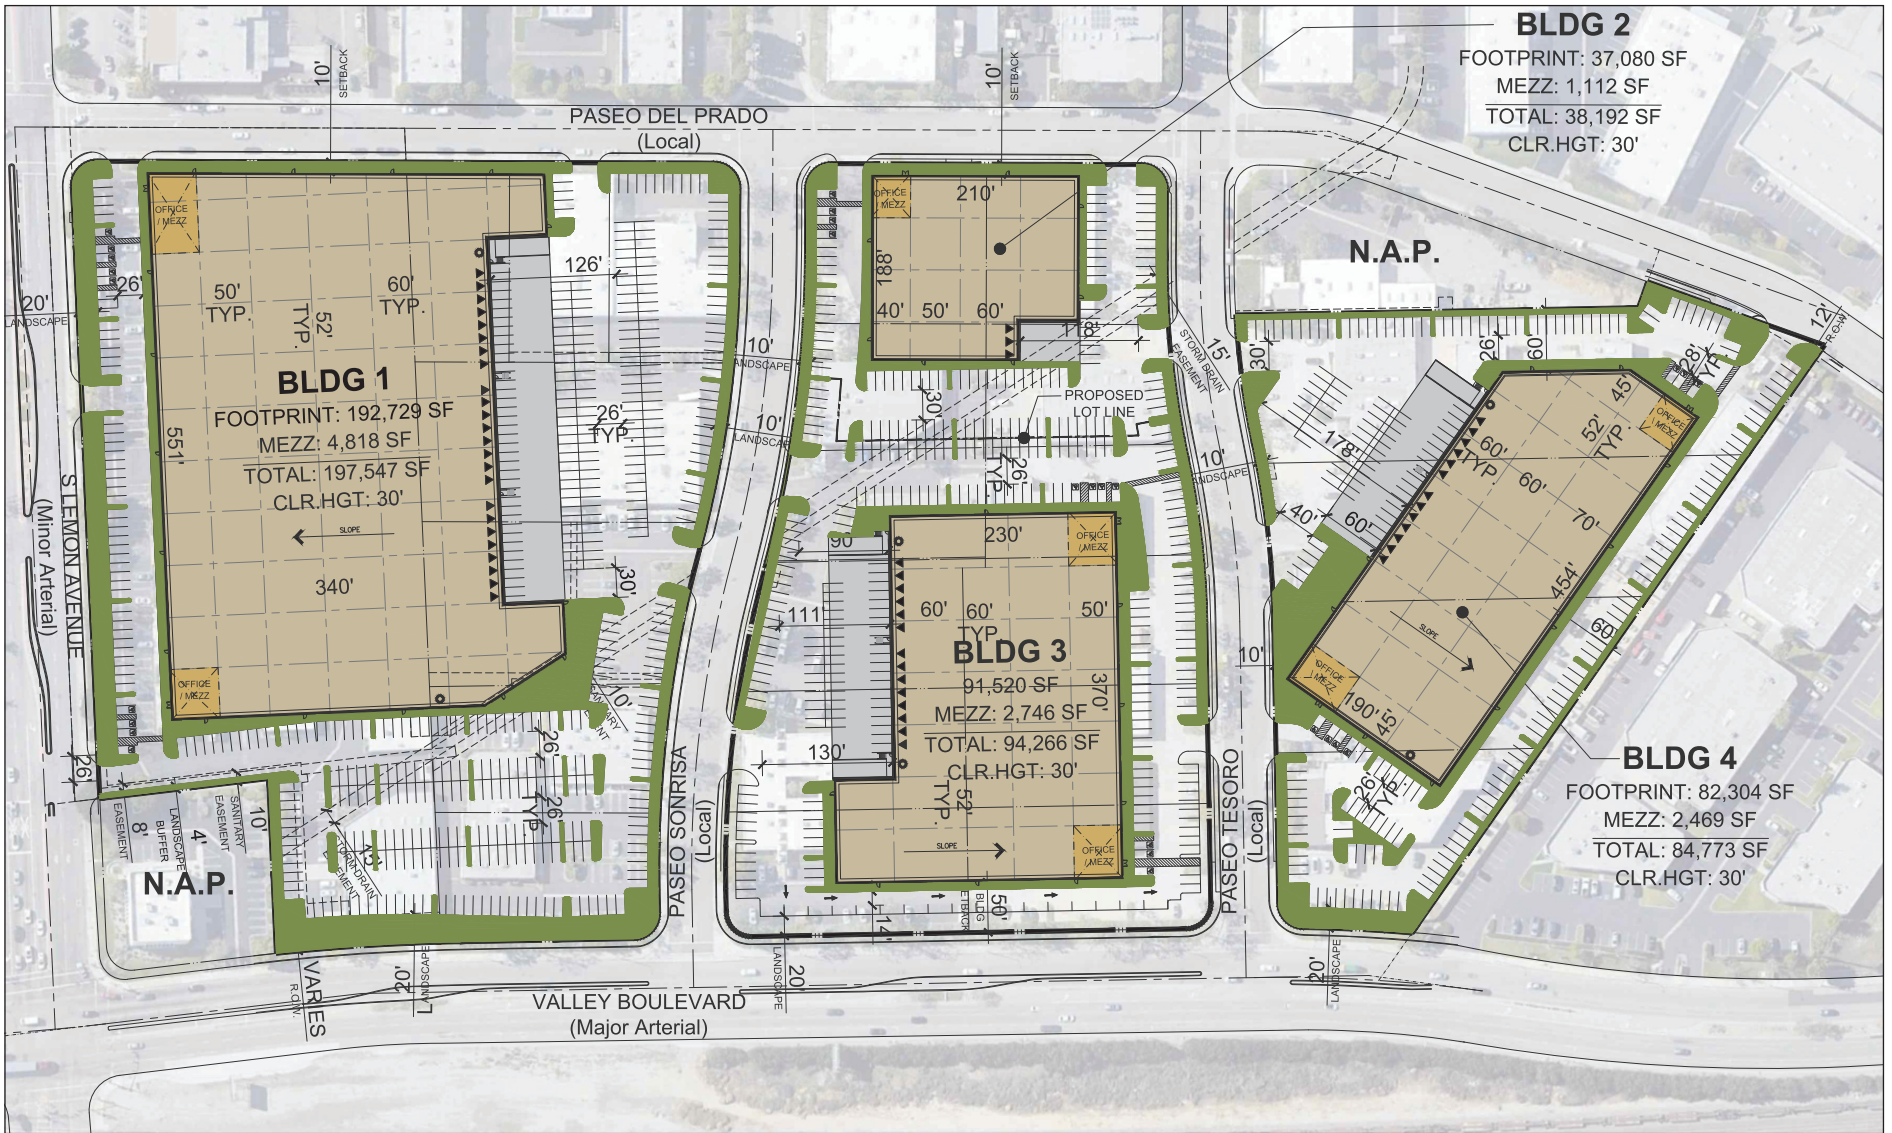 BLDG 2
FOOTPRINT: 37,080 SF
MEZZ: 1,112 SF
TOTAL: 38,192 SF
CLR.HGT: 30'
10'
SETBACK
10'
SETBACK
PASEO DEL PRADO
(Local)
OFFICE
/ MEZZ
50'
TYP.
60'
TYP.
52'
TYP.
126'
26'
20'
LANDSCAPE
BLDG 1
FOOTPRINT: 192,729 SF
MEZZ: 4,818 SF
TOTAL: 197,547 SF
CLR.HGT: 30'
SLOPE
551'
340'
26'
TYP.
30'
OFFICE
/ MEZZ
S LEMON AVENUE
(Minor Arterial)
26'
OFFICE
/ MEZZ
210'
188'
40'
50'
60'
10'
10'
30'
PROPOSED
LOT LINE
26'
TYP.
STORM DRAIN
EASEMENT
15'
10'
N.A.P.
12'
R.O.W
30'
26'
60'
28'
TYP.
45'
OFFICE
/ MEZZ
52'
TYP.
60'
TYP.
60'
70'
178'
40'
60'
454'
60'
SLOPE
OFFICE
/ MEZZ
190'
45'
10'
26'
TYP.
BLDG 4
FOOTPRINT: 82,304 SF
MEZZ: 2,469 SF
TOTAL: 84,773 SF
CLR.HGT: 30'
90'
230'
OFFICE
/ MEZZ
111'
60'
60'
TYP.
50'
BLDG 3
91,520 SF
MEZZ: 2,746 SF
TOTAL: 94,266 SF
CLR.HGT: 30'
370'
130'
52'
TYP.
SLOPE
OFFICE
/ MEZZ
14'
BLDG
50'
PASEO SONRISA
(Local)
PASEO TESORO
(Local)
10'
26'
26'
TYP.
EASEMENT
8'
LANDSCAPE
BUFFER
4'
SANITARY
EASEMENT
10'
N.A.P.
STORM DRAIN
VARIES
R.O.W.
20'
LANDSCAPE
20'
LANDSCAPE
20'
LANDSCAPE
VALLEY BOULEVARD
(Major Arterial)